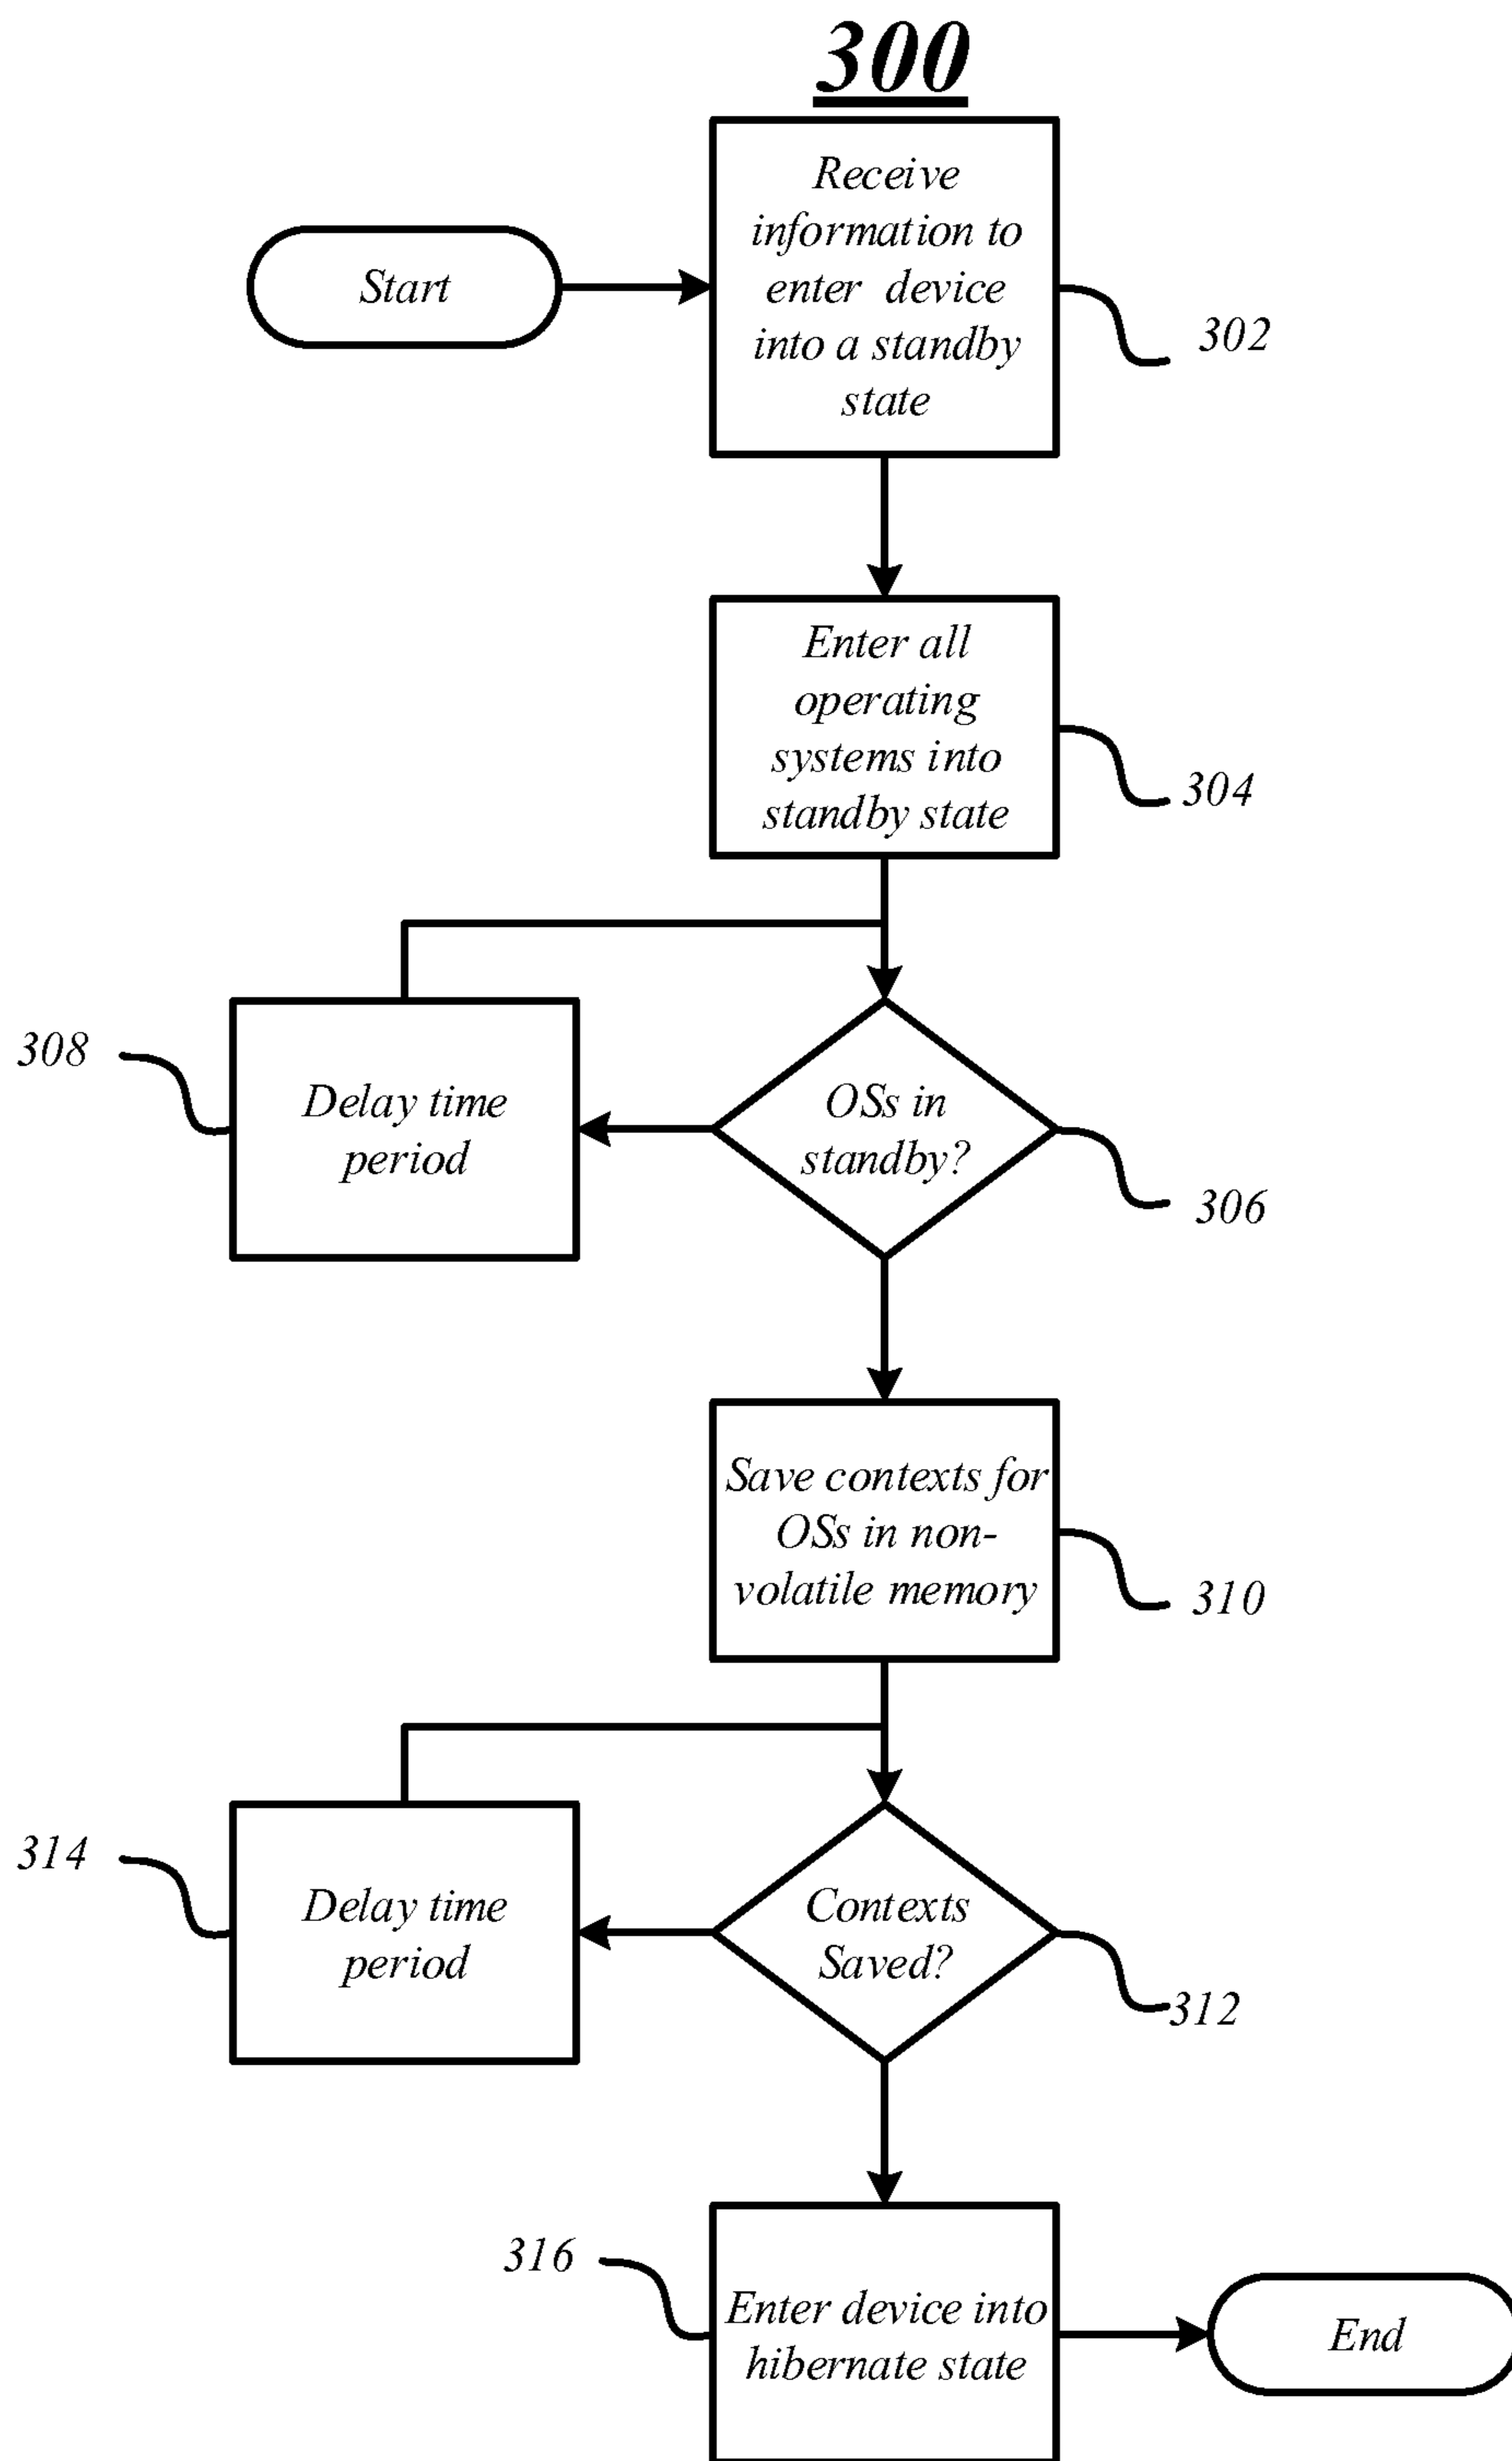 300
Receive
information to
enter device
into a standby
state
Start
302
Enter all
operating
systems into
standby state
304
308
Delay time
period
OSs in
standby?
306
Save contexts for
OSs in non-
volatile memory
310
314
Delay time
period
Contexts
Saved?
312
316
Enter device into
hibernate state
End